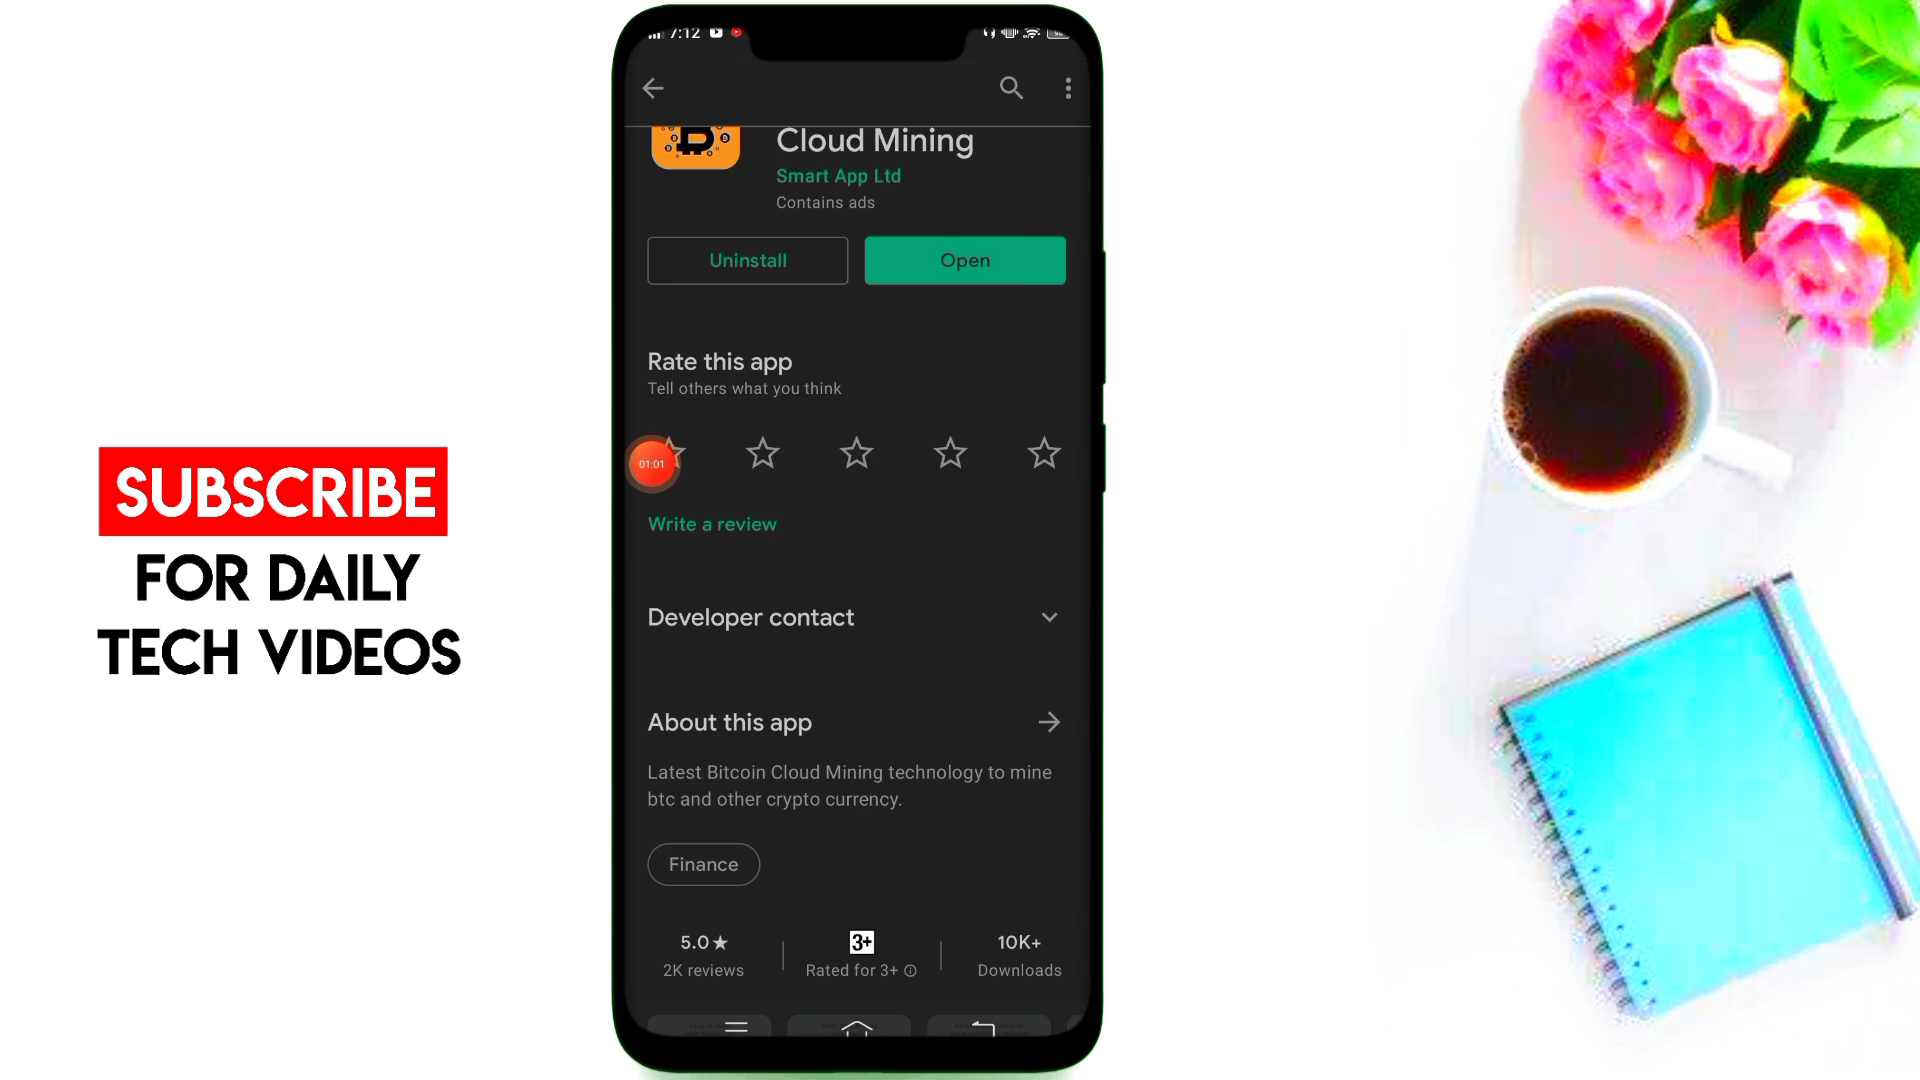 7:12
Cloud Mining
Smart App Ltd
Contains ads
Uninstall
Open
Rate this app
Tell others what you think
01:01
Write a review
SUBSCRIBE
FOR DAILY
TECH VIDEOS
Developer contact
About this app
Latest Bitcoin Cloud Mining technology to mine
btc and other crypto currency.
Finance
5.0★
2K reviews
3+
Rated for 3+
10K+
Downloads